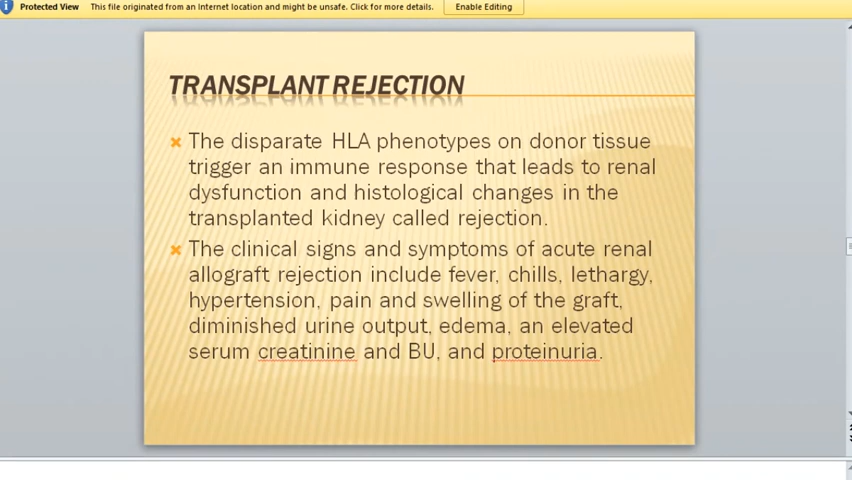 Protected View This file originated from an Internet location and might be unsafe. Click for more details. Enable Editing
TRANSPLANT REJECTION
The disparate HLA phenotypes on donor tissue
trigger an immune response that leads to renal
dysfunction and histological changes in the
transplanted kidney called rejection.
The clinical signs and symptoms of acute renal
allograft rejection include fever, chills, lethargy,
hypertension, pain and swelling of the graft,
diminished urine output, edema, an elevated
serum creatinine and BU, and proteinuria.